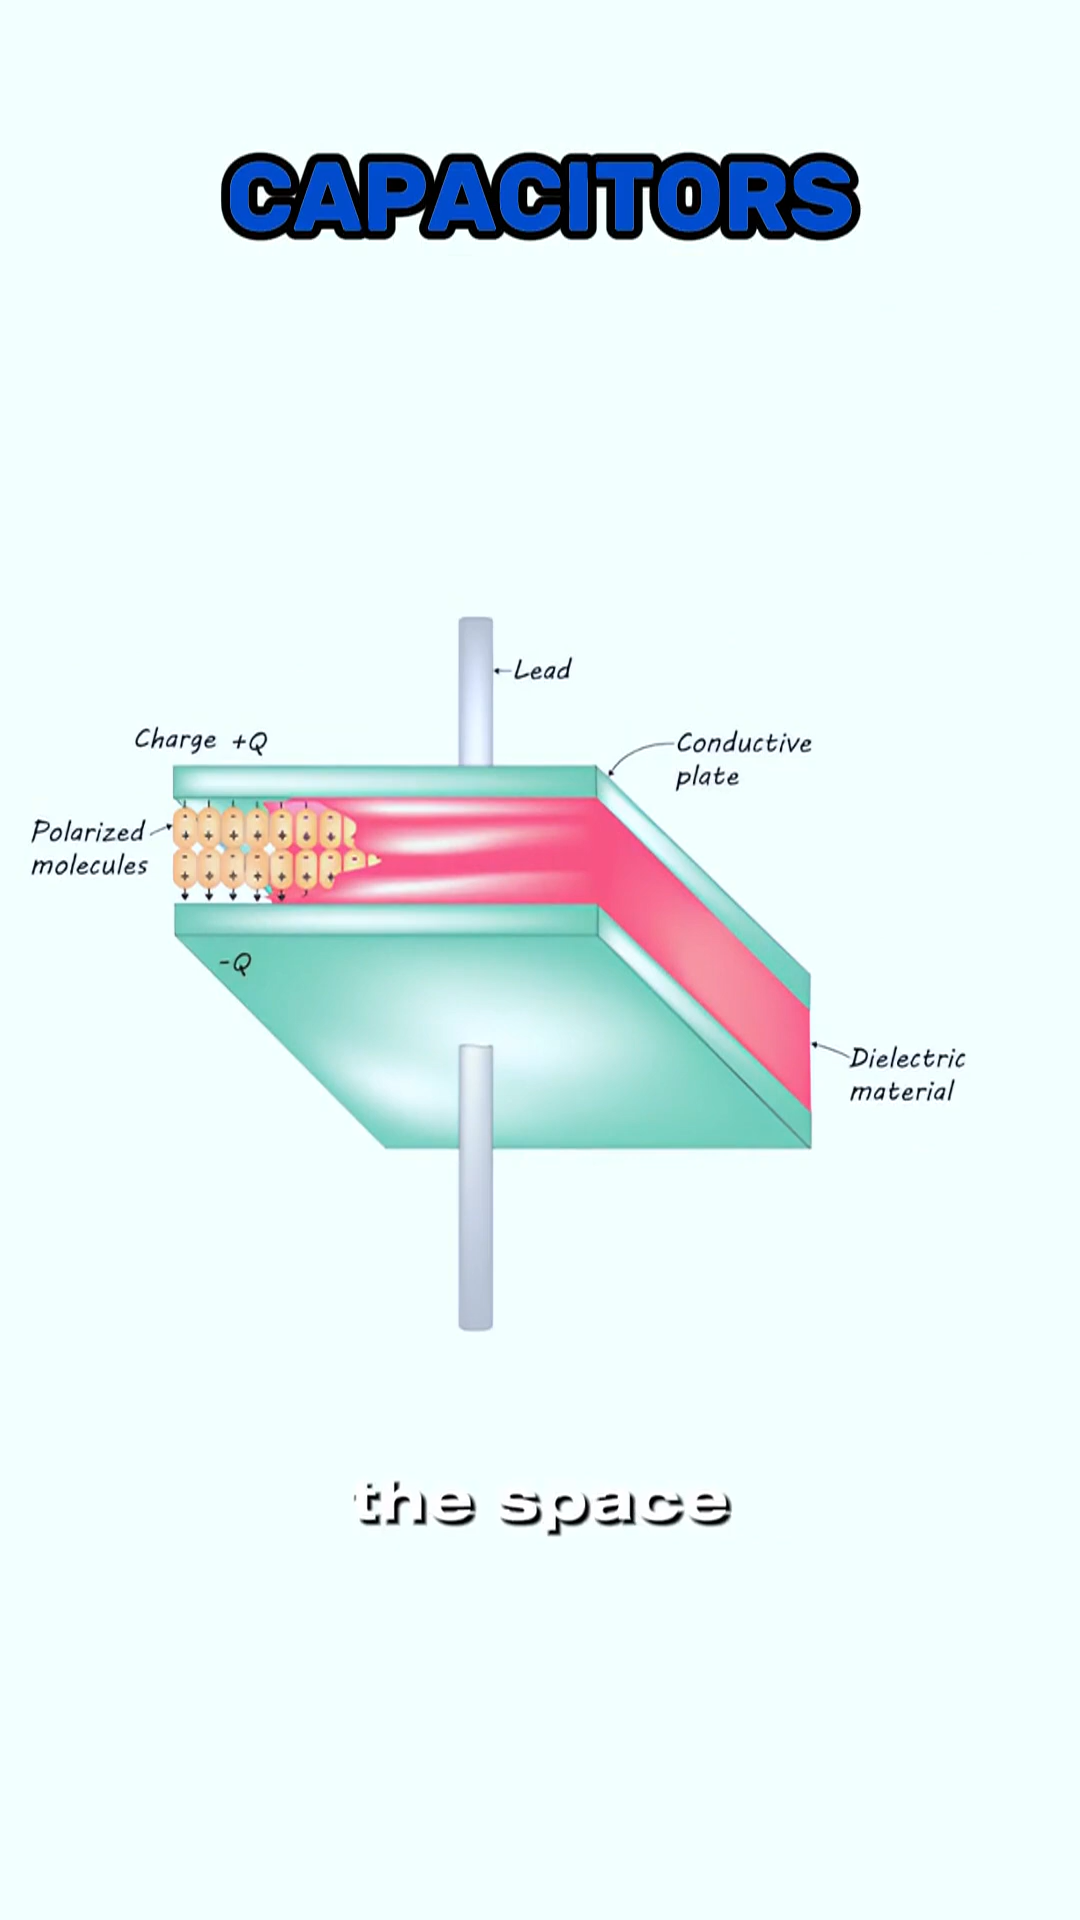 CAPACITORS
Lead
Charge +Q
Conductive
plate
Polarized
molecules
-Q
Dielectric
material
the space